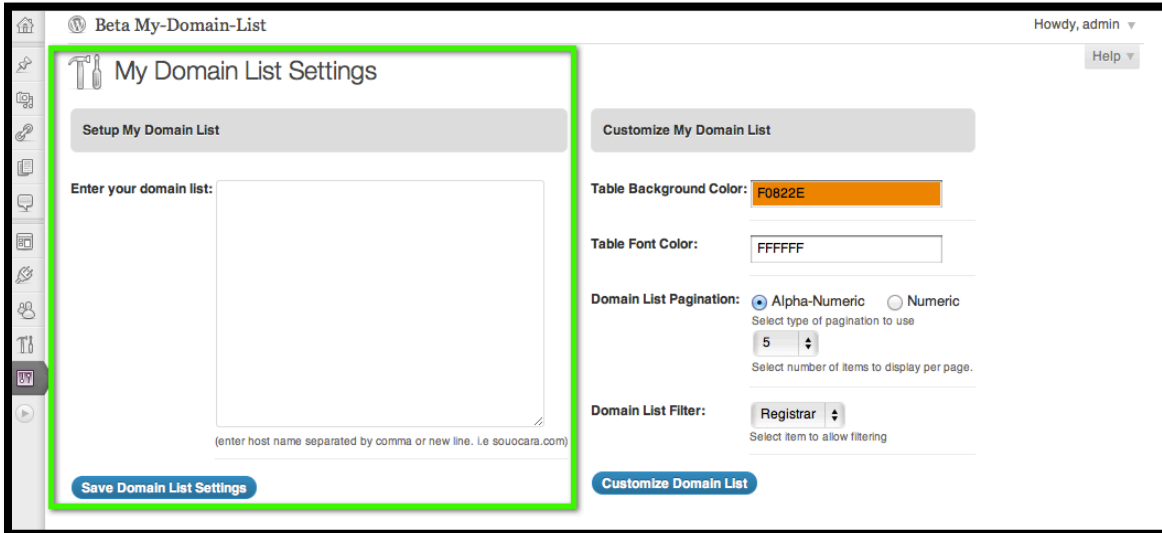 Beta My-Domain-List
Howdy, admin
Help
My Domain List Settings
Setup My Domain List
Enter your domain list:
(enter host name separated by comma or new line. i.e souocara.com)
Save Domain List Settings
Customize My Domain List
Table Background Color:
F0822E
Table Font Color:
FFFFFF
Domain List Pagination:
Alpha-Numeric Numeric
Select type of pagination to use
5
Select number of items to display per page.
Domain List Filter:
Registrar
Select item to allow filtering
Customize Domain List